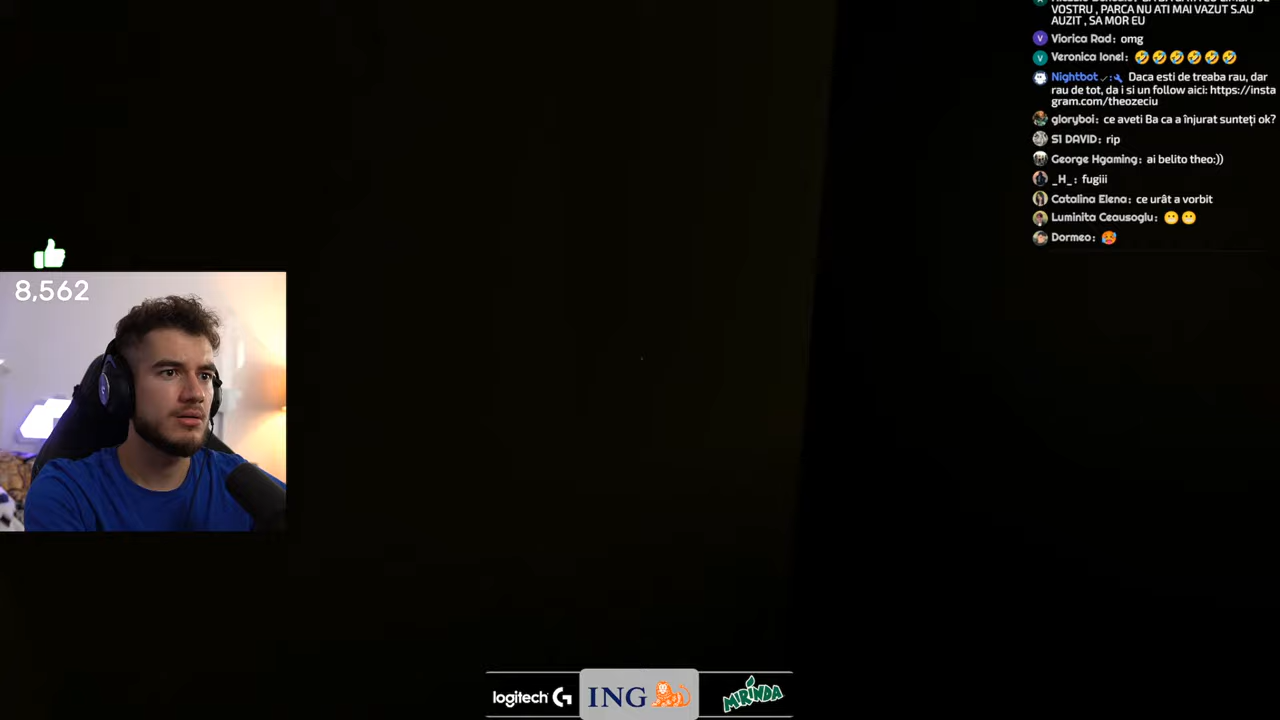 VOSTRU , PARCA NU ATI MAI VAZUT S.AU
AUZIT , SA MOR EU
Viorica Rad: omg
Veronica Ionel: 🤣🤣🤣🤣🤣🤣
Nightbot: Daca esti de treaba rau, dar
rau de tot, da i si un follow aici: https://insta
gram.com/theozeciu
gloryboi: ce aveti Ba ca a înjurat sunteți ok?
S1 DAVID: rip
George Hgaming: ai belito theo:))
_H_: fugiii
Catalina Elena: ce urât a vorbit
Luminita Ceausoglu: 😬😬
Dormeo: 🥵
8,562
logitech G
ING
MIRINDA